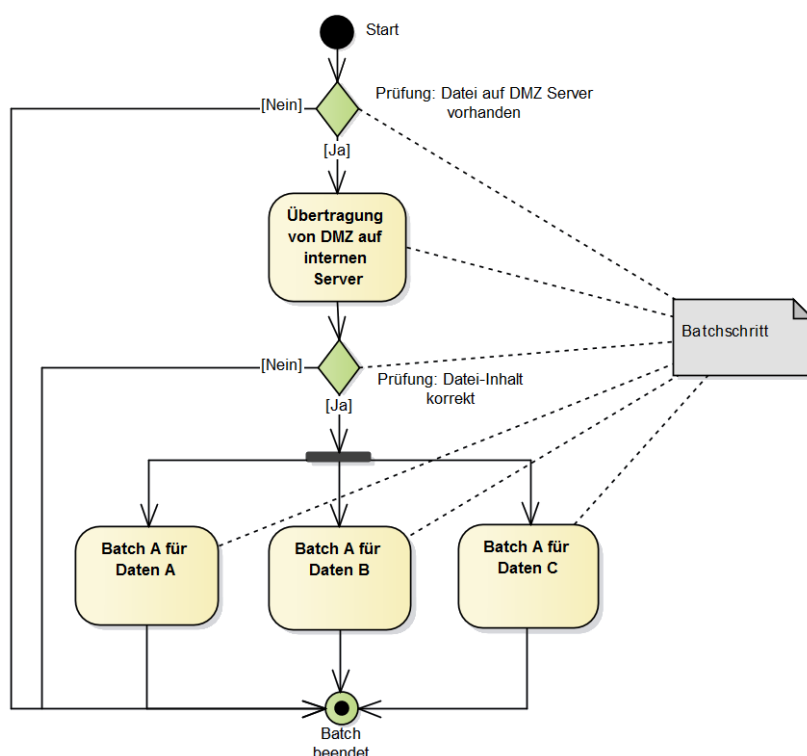 Start
Prüfung: Datei auf DMZ Server
vorhanden
[Nein]
[Ja]
Übertragung
von DMZ auf
internen
Server
Batchschritt
[Nein]
Prüfung: Datei-Inhalt
korrekt
[Ja]
Batch A für
Daten A
Batch A für
Daten B
Batch A für
Daten C
Batch
beendet